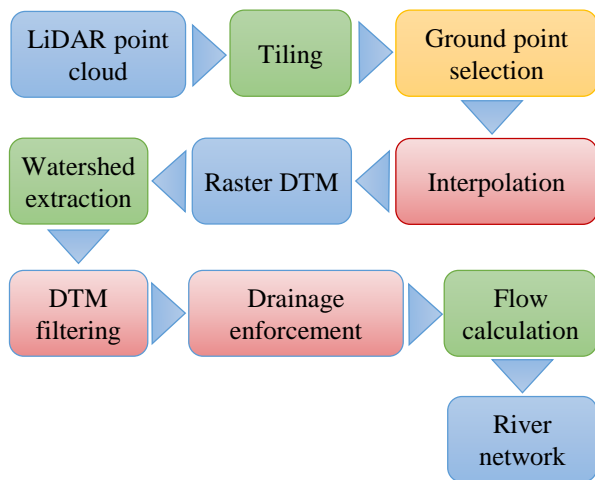 LiDAR point
cloud
Tiling
Ground point
selection
Watershed
extraction
Raster DTM
Interpolation
DTM
filtering
Drainage
enforcement
Flow
calculation
River
network